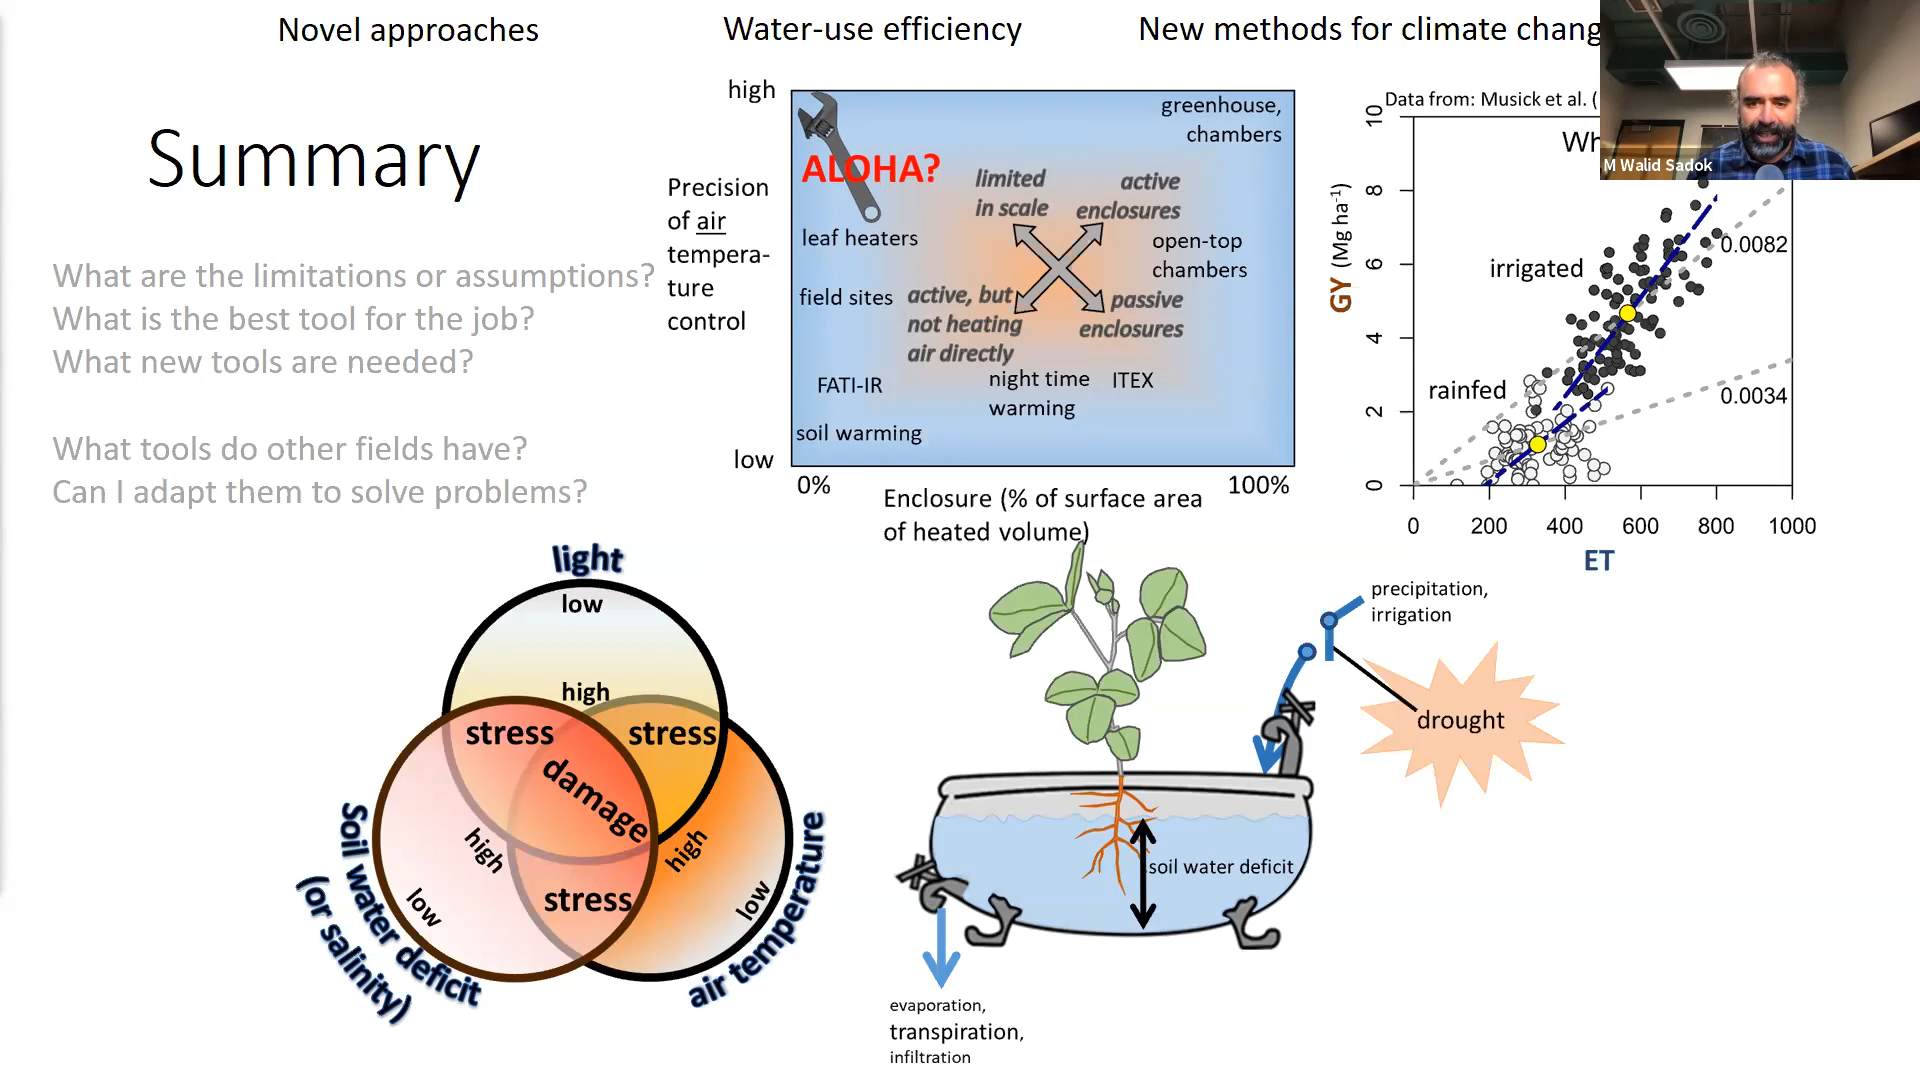 Novel approaches
Water-use efficiency
New methods for climate chang
Summary
What are the limitations or assumptions?
What is the best tool for the job?
What new tools are needed?
What tools do other fields have?
Can I adapt them to solve problems?
high
Precision
of air
tempera-
ture
control
low
greenhouse,
chambers
ALOHA?
limited
in scale
active
enclosures
leaf heaters
open-top
chambers
field sites
active, but
not heating
air directly
passive
enclosures
FATI-IR
night time
warming
ITEX
soil warming
0%
100%
Enclosure (% of surface area
of heated volume)
Data from: Musick et al. (
Wh
M Walid Sadok
GY (Mg ha-1)
10
8
6
4
2
0
irrigated
rainfed
0.0082
0.0034
0 200 400 600 800 1000
ET
light
low
high
stress
stress
damage
stress
high
low
high
low
Soil water deficit
(or salinity)
air temperature
precipitation,
irrigation
drought
soil water deficit
evaporation,
transpiration,
infiltration